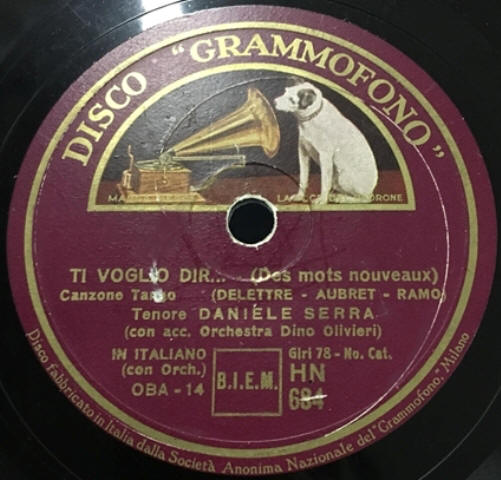 DISCO "GRAMMOFONO"
TI VOGLIO DIR... (Des mots nouveaux)
Canzone Tango (DELETTRE - AUBRET - RAMO)
Tenore DANIELE SERRA
(con acc. Orchestra Dino Olivieri)
IN ITALIANO
(con Orch.)
OBA - 14
B.I.E.M.
Giri 78 - No. Cat.
HN
684
Disco fabbricato in Italia dalla Società Anonima Nazionale del "Grammofono," Milano